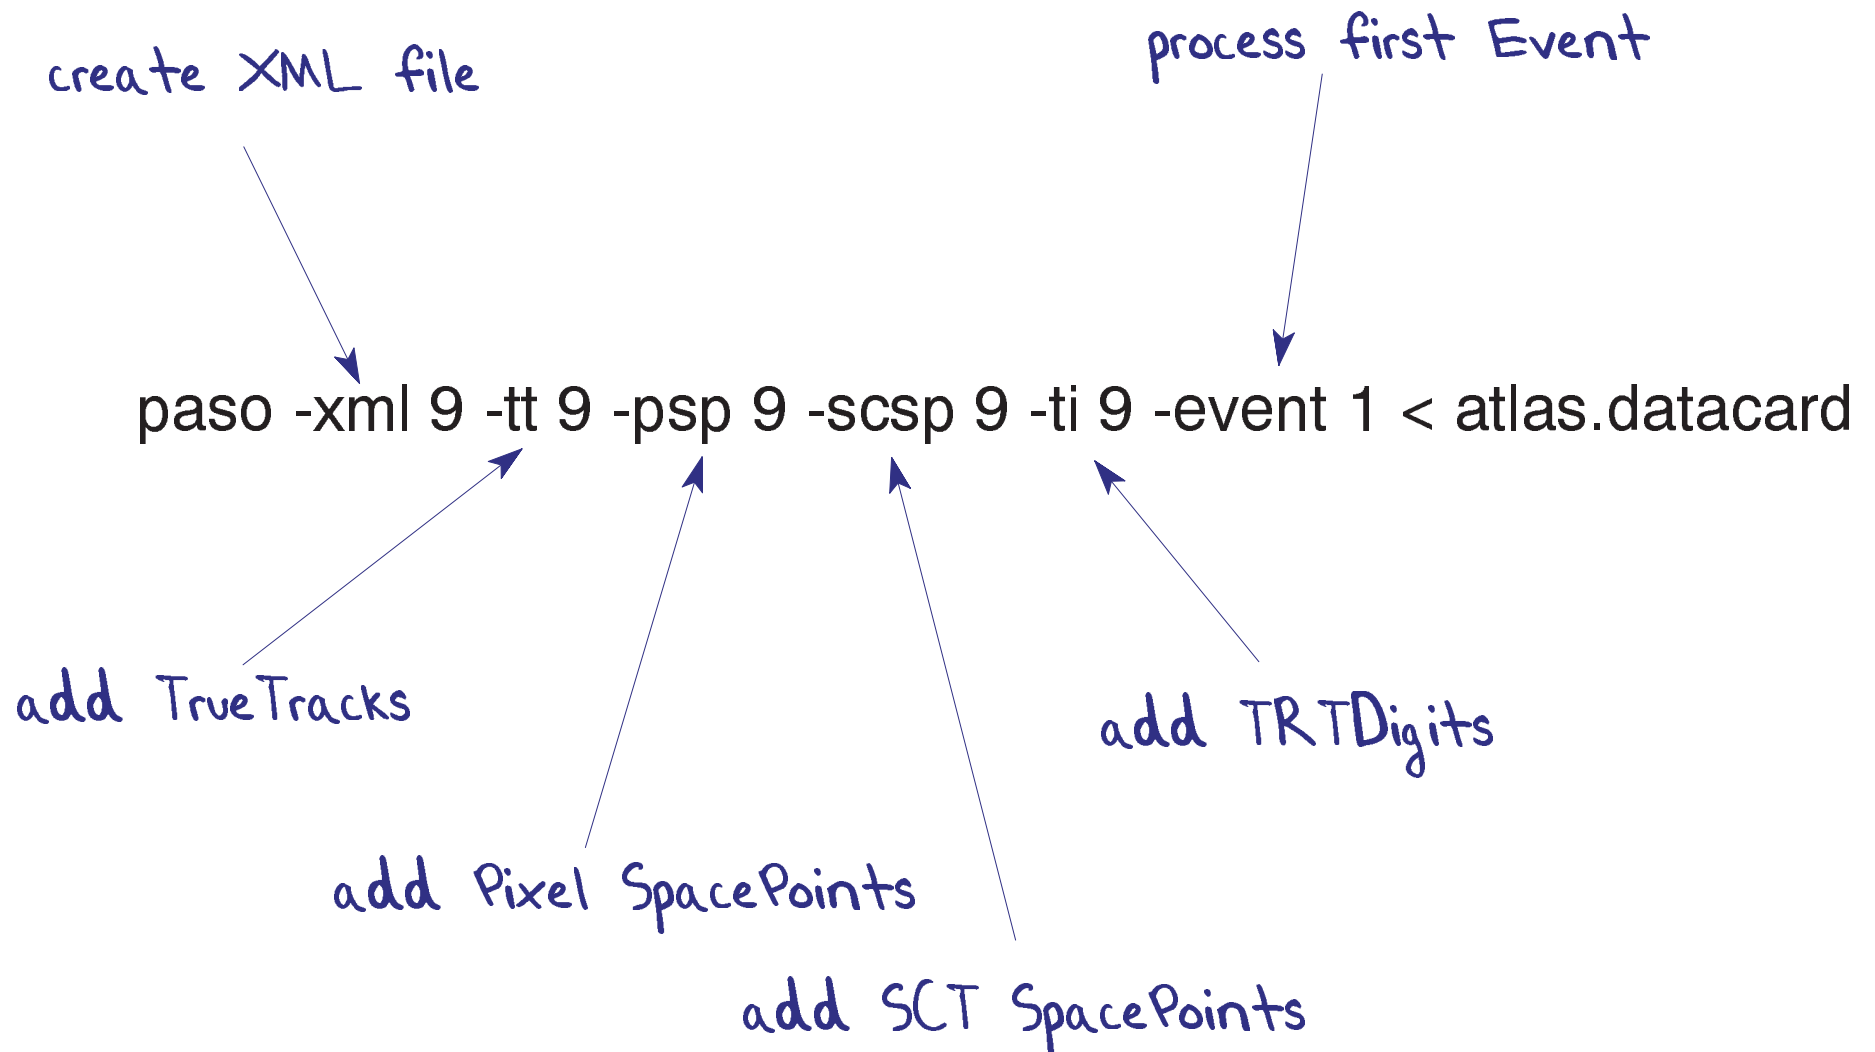 process first Event
create XML file
paso -xml 9 -tt 9 -psp 9 -scsp 9 -ti 9 -event 1 < atlas.datacard
add TrueTracks
add TRTDigits
add Pixel SpacePoints
add SCT SpacePoints